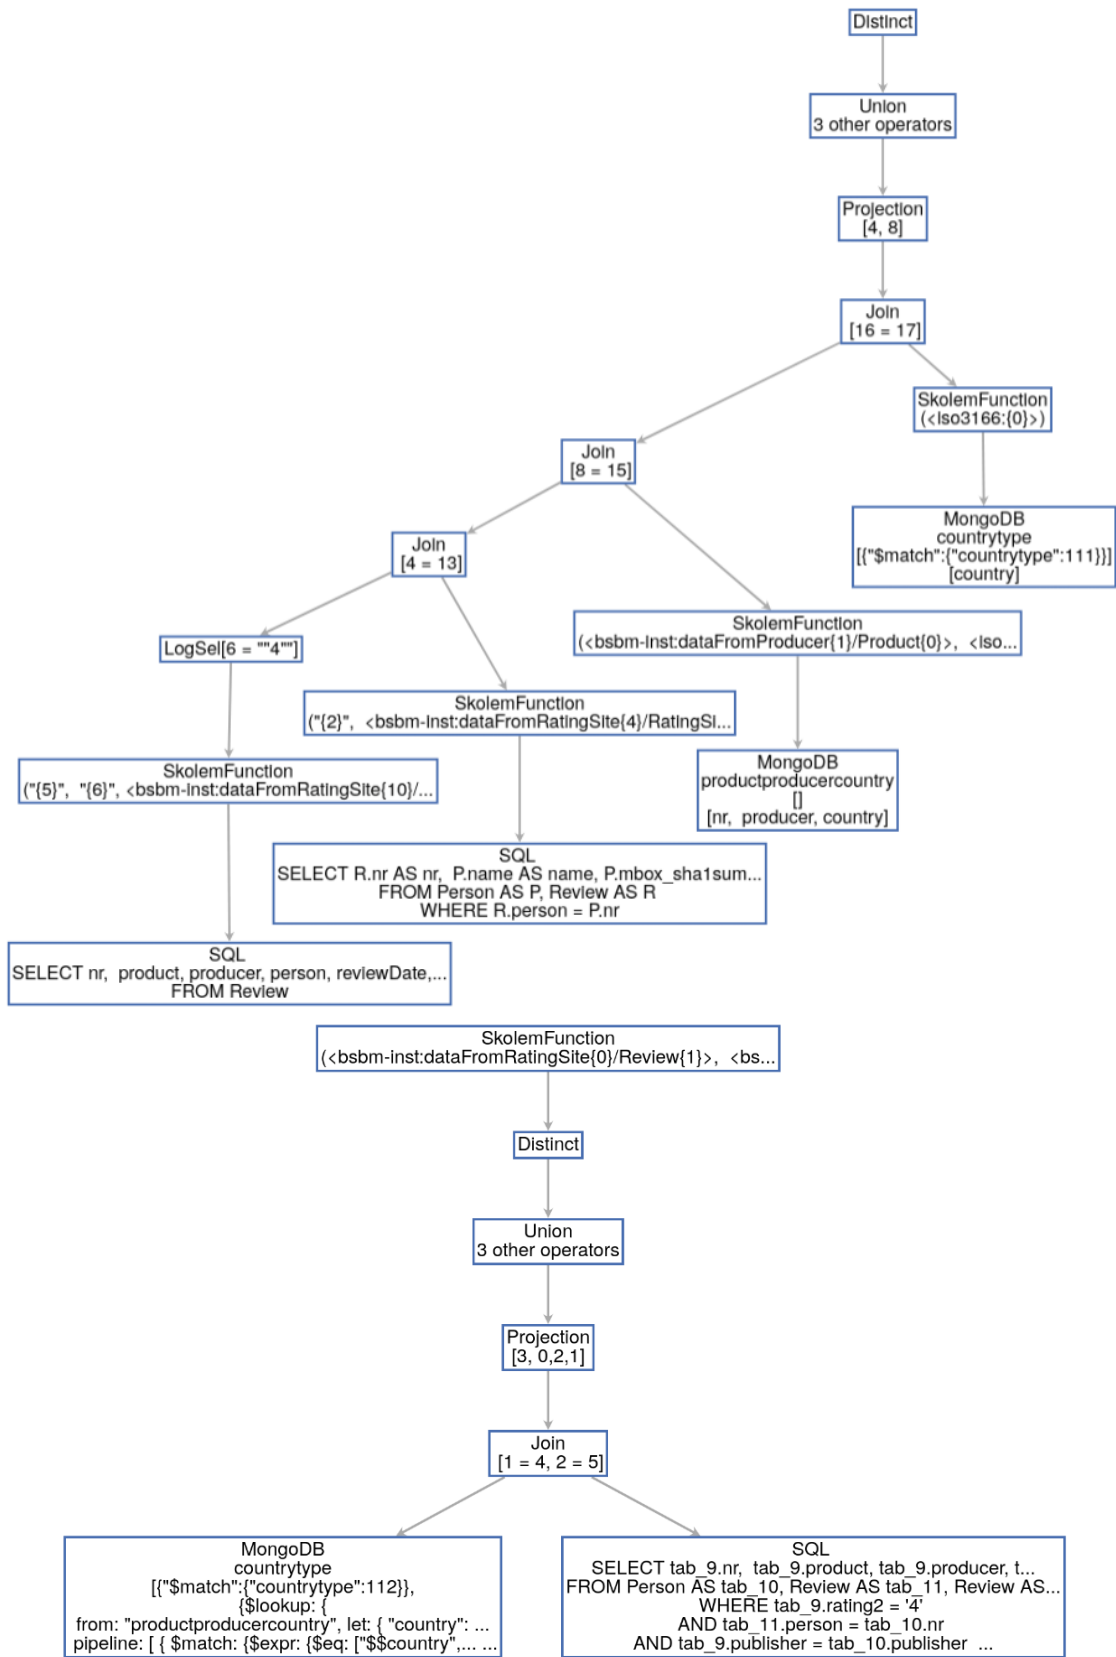 Distinct
Union
3 other operators
Projection
[4, 8]
Join
[16 = 17]
SkolemFunction
(<iso3166:{0}>)
Join
[8 = 15]
MongoDB
countrytype
[{"$match":{"countrytype":111}}]
[country]
Join
[4 = 13]
SkolemFunction
(<bsbm-inst:dataFromProducer{1}/Product{0}>, <iso...
LogSel[6 = ""4""]
SkolemFunction
("{2}", <bsbm-inst:dataFromRatingSite{4}/RatingSi...
MongoDB
productproducercountry
[]
[nr, producer, country]
SkolemFunction
("{5}", "{6}", <bsbm-inst:dataFromRatingSite{10}/...
SQL
SELECT R.nr AS nr, P.name AS name, P.mbox_sha1sum...
FROM Person AS P, Review AS R
WHERE R.person = P.nr
SQL
SELECT nr, product, producer, person, reviewDate,...
FROM Review
SkolemFunction
(<bsbm-inst:dataFromRatingSite{0}/Review{1}>, <bs...
Distinct
Union
3 other operators
Projection
[3, 0,2,1]
Join
[1 = 4, 2 = 5]
MongoDB
countrytype
[{"$match":{"countrytype":112}},
{$lookup: {
from: "productproducercountry", let: { "country": ...
pipeline: [ { $match: {$expr: {$eq: ["$$country",... ...
SQL
SELECT tab_9.nr, tab_9.product, tab_9.producer, t...
FROM Person AS tab_10, Review AS tab_11, Review AS...
WHERE tab_9.rating2 = '4'
AND tab_11.person = tab_10.nr
AND tab_9.publisher = tab_10.publisher ...